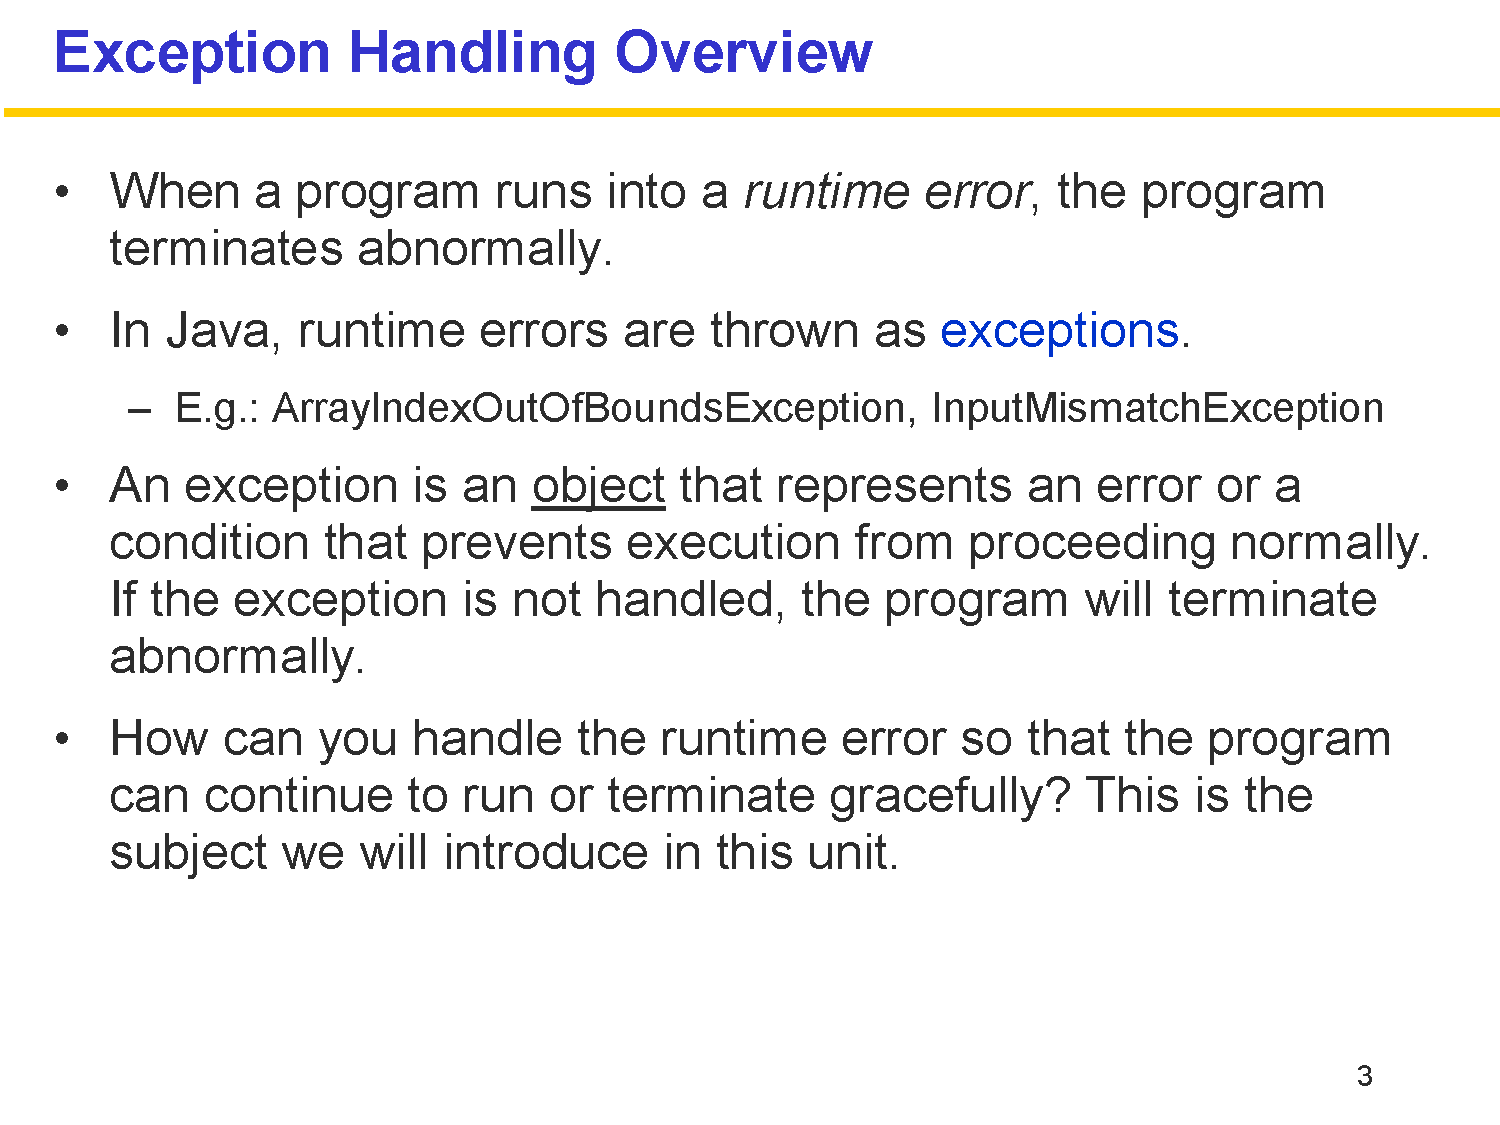 Exception Handling Overview
• When a program runs into a runtime error, the program
terminates abnormally.
• In Java, runtime errors are thrown as exceptions.
– E.g.: ArrayIndexOutOfBoundsException, InputMismatchException
• An exception is an object that represents an error or a
condition that prevents execution from proceeding normally.
If the exception is not handled, the program will terminate
abnormally.
• How can you handle the runtime error so that the program
can continue to run or terminate gracefully? This is the
subject we will introduce in this unit.
3